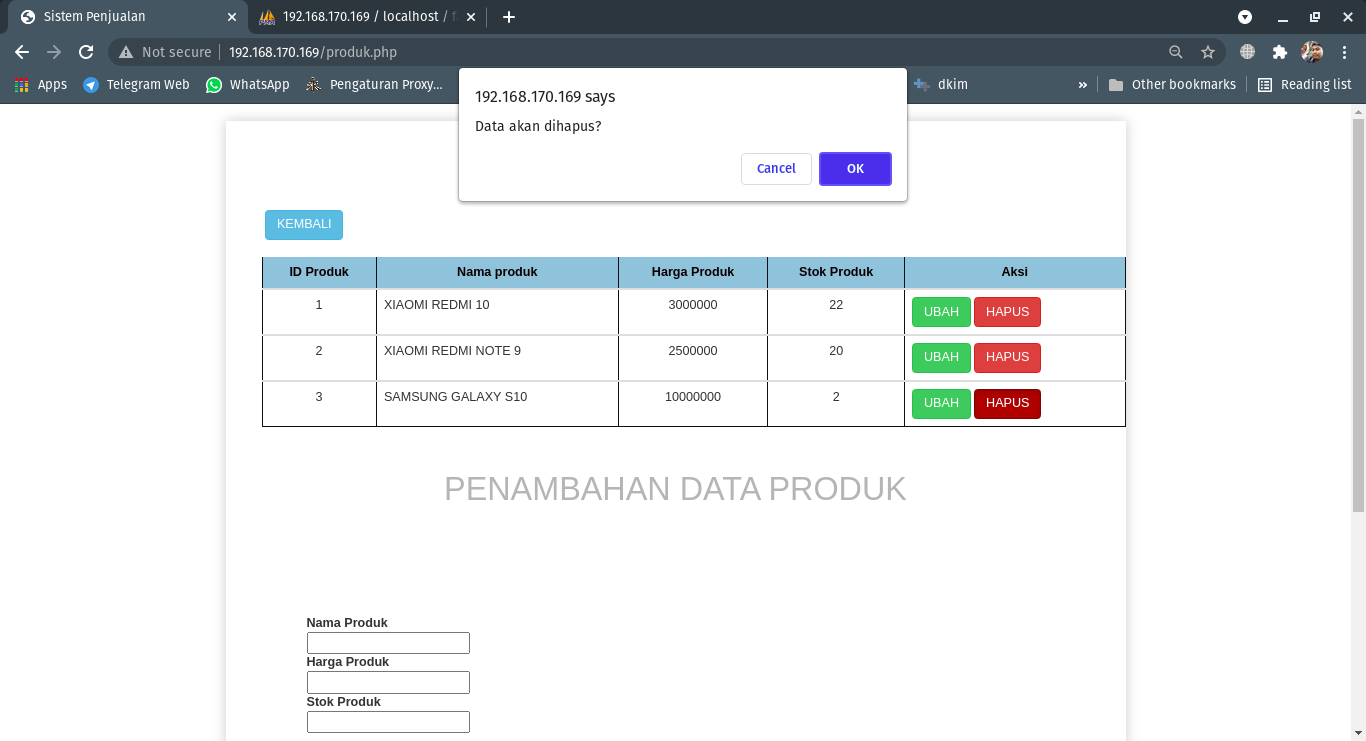 Sistem Penjualan
192.168.170.169 / localhost /
Not secure
192.168.170.169/produk.php
Apps
Telegram Web
WhatsApp
Pengaturan Proxy...
dkim
»
Other bookmarks
Reading list
192.168.170.169 says
Data akan dihapus?
Cancel
OK
KEMBALI
ID Produk Nama produk Harga Produk Stok Produk Aksi
1 XIAOMI REDMI 10 3000000 22 UBAH HAPUS
2 XIAOMI REDMI NOTE 9 2500000 20 UBAH HAPUS
3 SAMSUNG GALAXY S10 10000000 2 UBAH HAPUS
PENAMBAHAN DATA PRODUK
Nama Produk
Harga Produk
Stok Produk